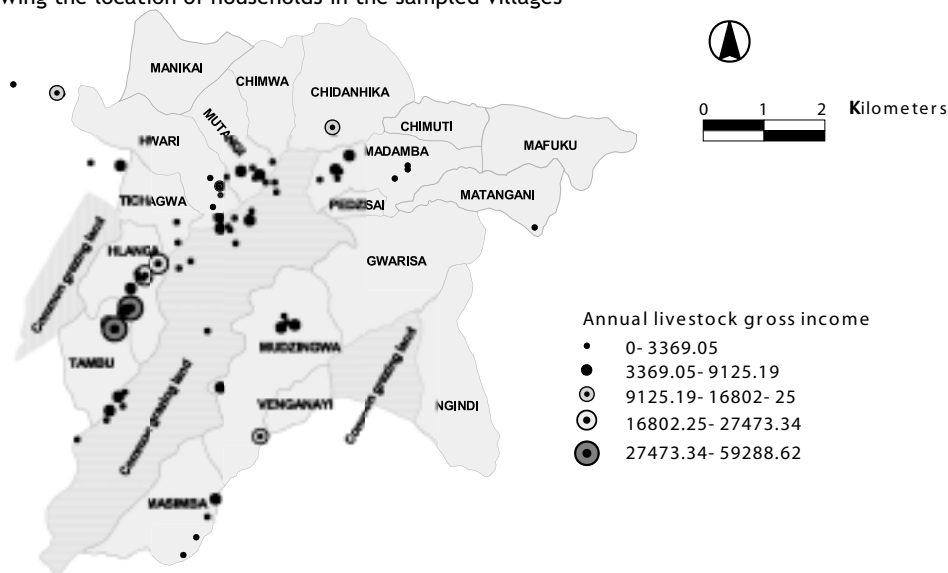 wing the location of households in the sampled villages
MANIKAI
CHIMWA
CHIDANHIKA
0 1 2 Kilometers
MUTANGI
CHIMUTI
HWARI
MADAMBA
MAFUKU
TICHAGWA
PEDZISAI
MATANGANI
HLANGA
Common grazing land
GWARISA
Annual livestock gross income
0- 3369.05
3369.05- 9125.19
9125.19- 16802- 25
16802.25- 27473.34
27473.34- 59288.62
MUDZINGWA
TAMBU
Common grazing land
VENGANAYI
Common grazing land
NGINDI
MASIMBA